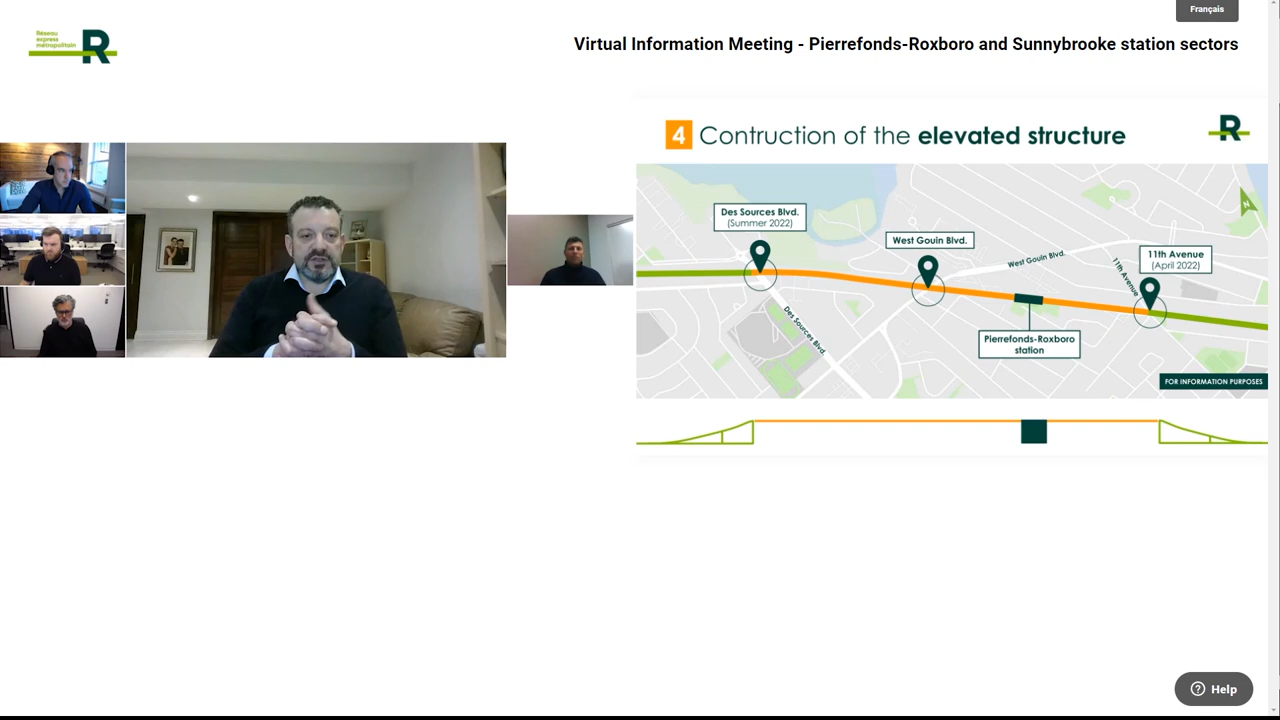 Français
Réseau
express
métropolitain
R
Virtual Information Meeting - Pierrefonds-Roxboro and Sunnybrooke station sectors
4 Contruction of the elevated structure
R
Des Sources Blvd.
(Summer 2022)
West Gouin Blvd.
West Gouin Blvd.
11th Avenue
(April 2022)
11th Avenue
N
Des Sources Blvd.
Pierrefonds-Roxboro
station
FOR INFORMATION PURPOSES
? Help